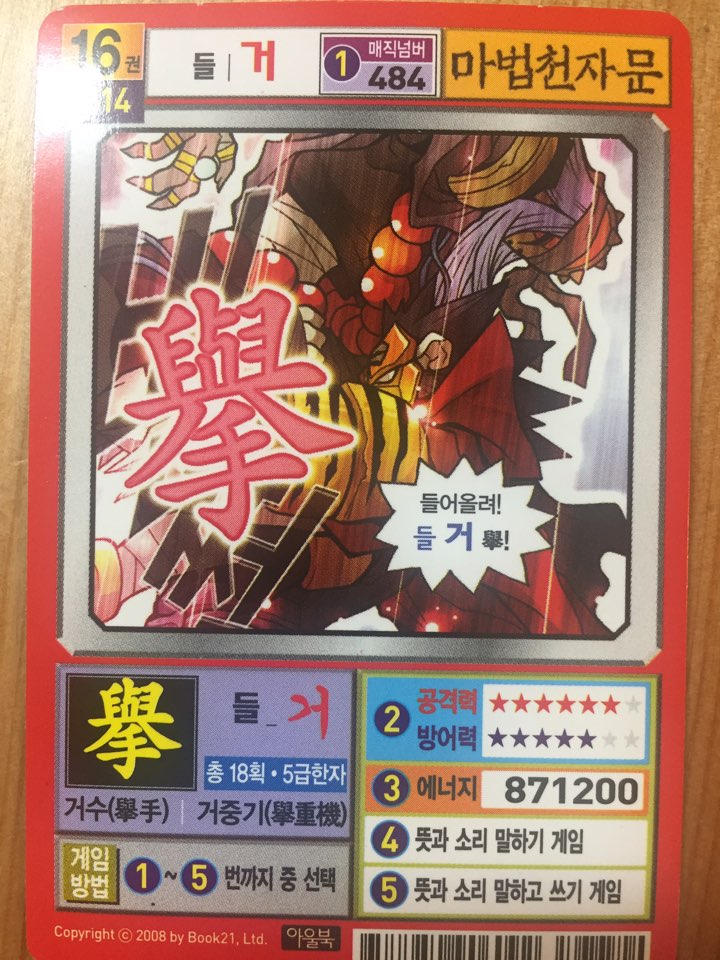 16권
14
들 | 거
1 매직넘버
484
마법천자문
擧
들어올려!
들 거 擧!
擧
들_거
총 18획·5급한자
거수(擧手) | 거중기(擧重機)
게임
방법
1 ~ 5 번까지 중 선택
2 공격력 ★★★★★★★
방어력 ★★★★★★★
3 에너지 871200
4 뜻과 소리 말하기 게임
5 뜻과 소리 말하고 쓰기 게임
Copyright ⓒ 2008 by Book21, Ltd. 아울북